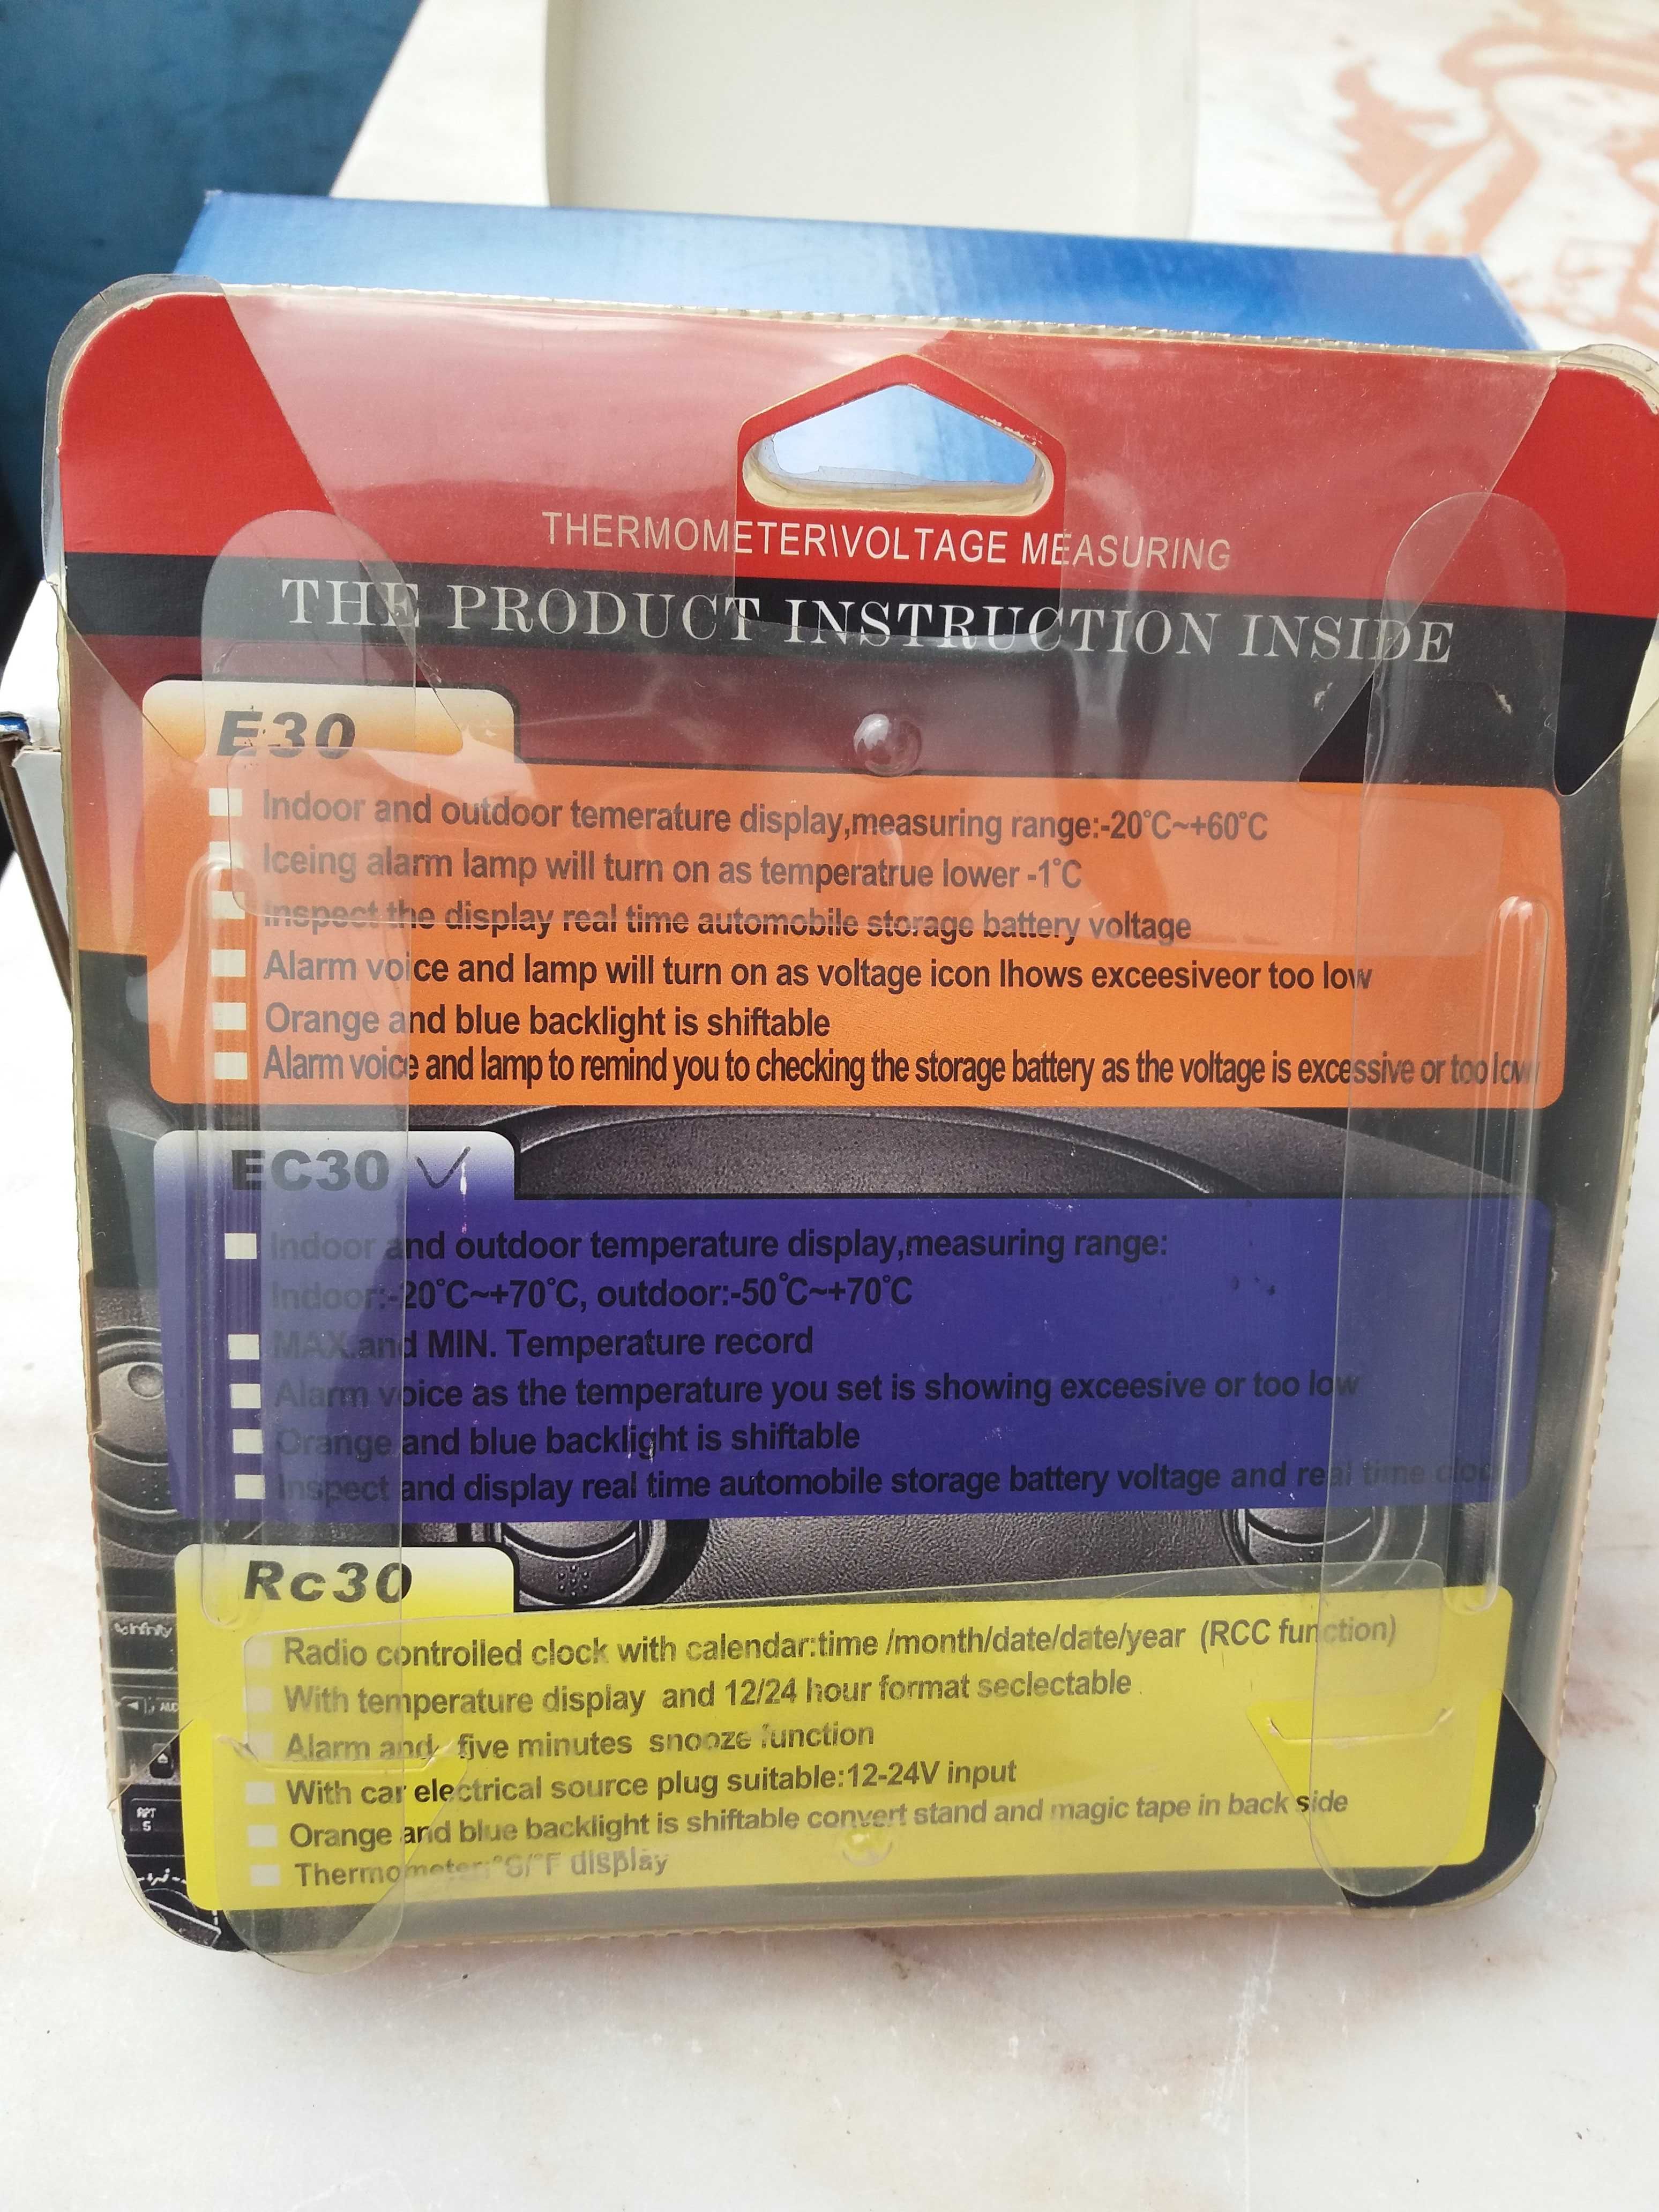 THERMOMETER\VOLTAGE MEASURING
THE PRODUCT INSTRUCTION INSIDE
E30
Indoor and outdoor temerature display,measuring range:-20°C~+60°C
Iceing alarm lamp will turn on as temperatrue lower -1°C
Inspect the display real time automobile storage battery voltage
Alarm voice and lamp will turn on as voltage icon lhows exceesiveor too low
Orange and blue backlight is shiftable
Alarm voice and lamp to remind you to checking the storage battery as the voltage is excessive or too low
EC30
Indoor and outdoor temperature display,measuring range:
Indoor:-20°C~+70°C, outdoor:-50°C~+70°C
MAX.and MIN. Temperature record
Alarm voice as the temperature you set is showing exceesive or too low
Orange and blue backlight is shiftable
Inspect and display real time automobile storage battery voltage and real time
Rc30
Infinity
Radio controlled clock with calendar:time /month/date/date/year (RCC function)
With temperature display and 12/24 hour format seclectable
Alarm and five minutes snooze function
With car electrical source plug suitable:12-24V input
RPT
5
Orange and blue backlight is shiftable convert stand and magic tape in back side
Thermometer: /°F display